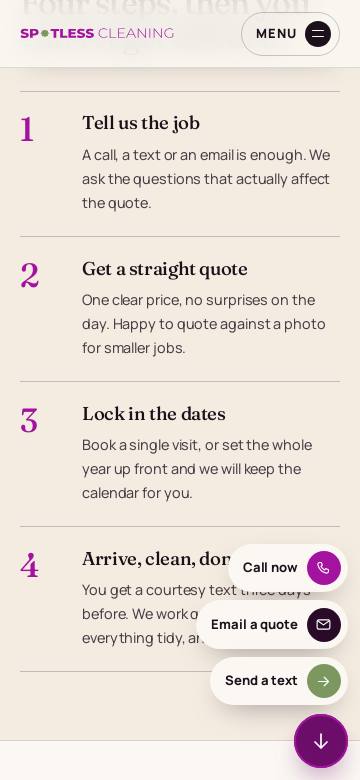 Four steps, then you
SPOTLESS CLEANING
MENU
1
Tell us the job
A call, a text or an email is enough. We
ask the questions that actually affect
the quote.
2
Get a straight quote
One clear price, no surprises on the
day. Happy to quote against a photo
for smaller jobs.
3
Lock in the dates
Book a single visit, or set the whole
year up front and we will keep the
calendar for you.
4
Arrive, clean, don
Call now
You get a courtesy text three days
before. We work
Email a quote
everything tidy,
Send a text